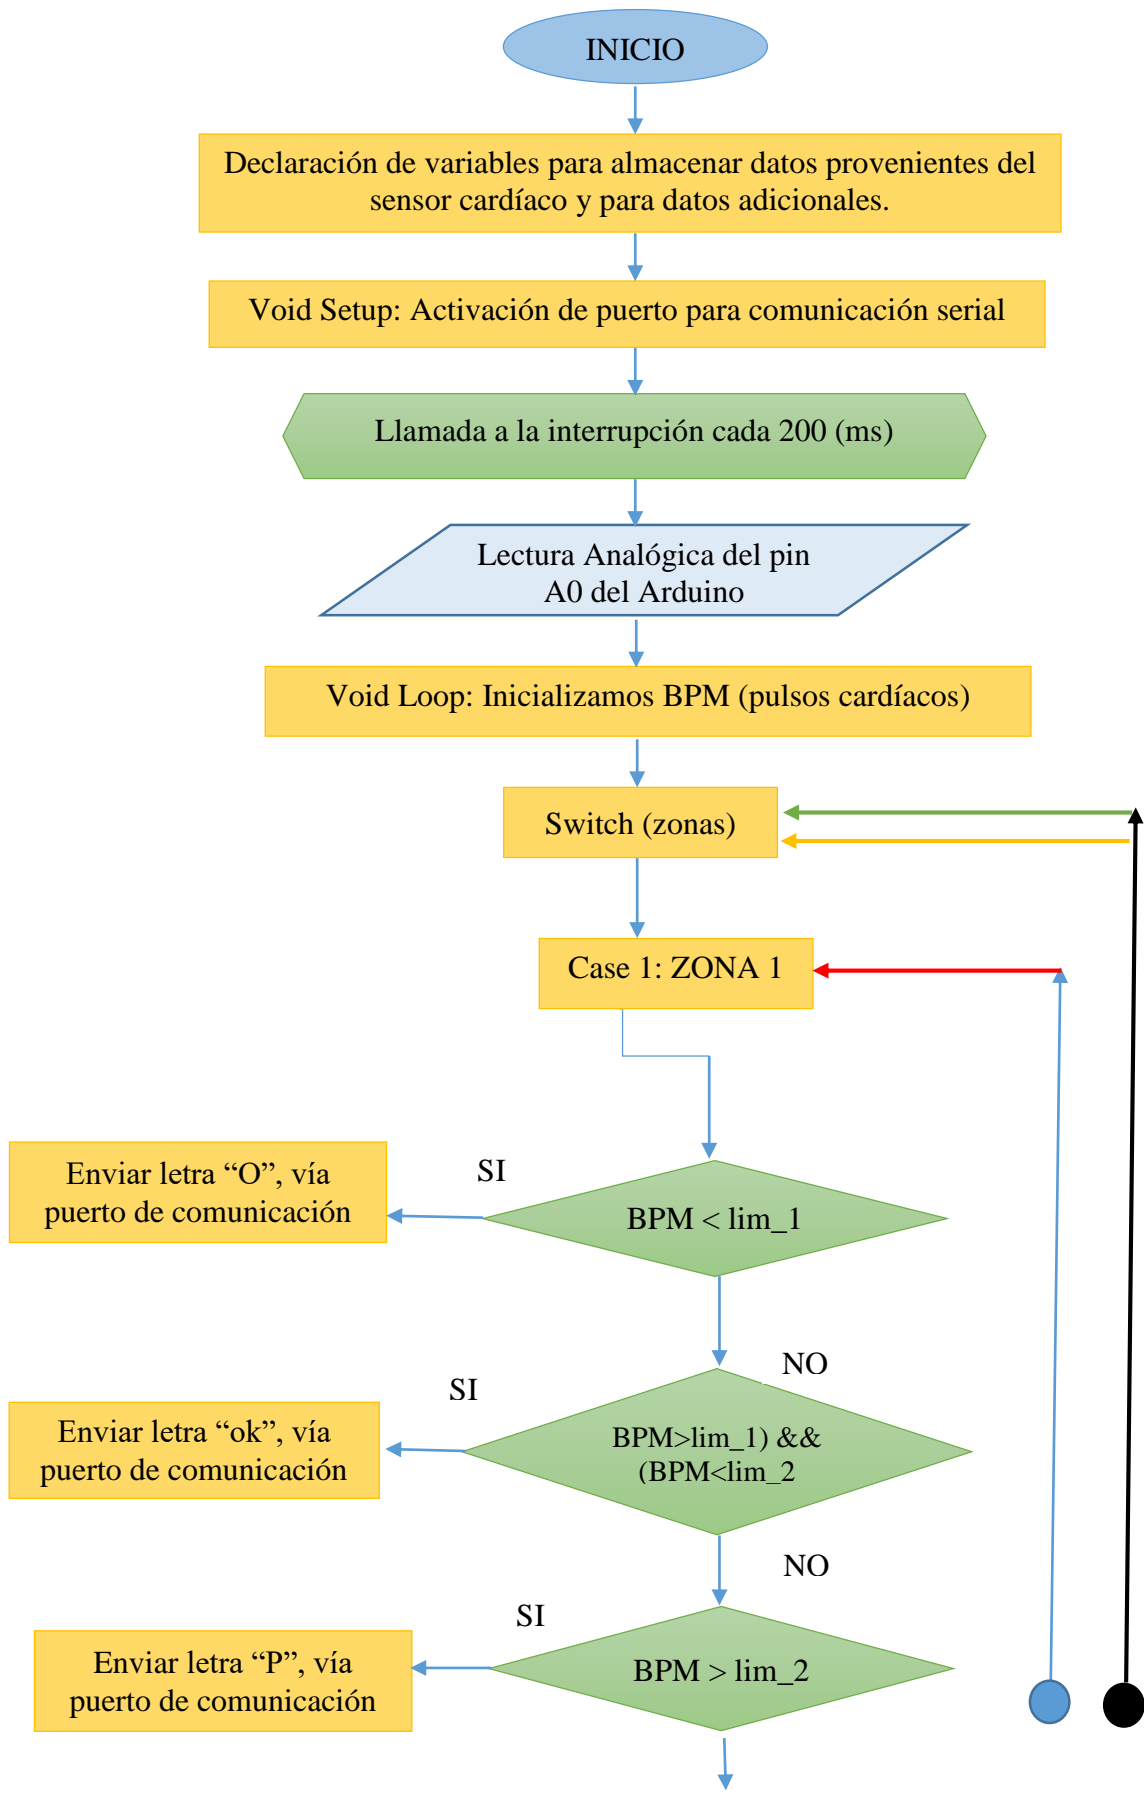 INICIO
Declaración de variables para almacenar datos provenientes del
sensor cardíaco y para datos adicionales.
Void Setup: Activación de puerto para comunicación serial
Llamada a la interrupción cada 200 (ms)
Lectura Analógica del pin
A0 del Arduino
Void Loop: Inicializamos BPM (pulsos cardíacos)
Switch (zonas)
Case 1: ZONA 1
SI
Enviar letra “O”, vía
puerto de comunicación
BPM < lim_1
NO
SI
Enviar letra “ok”, vía
puerto de comunicación
BPM>lim_1) &&
(BPM<lim_2
NO
SI
Enviar letra “P”, vía
puerto de comunicación
BPM > lim_2